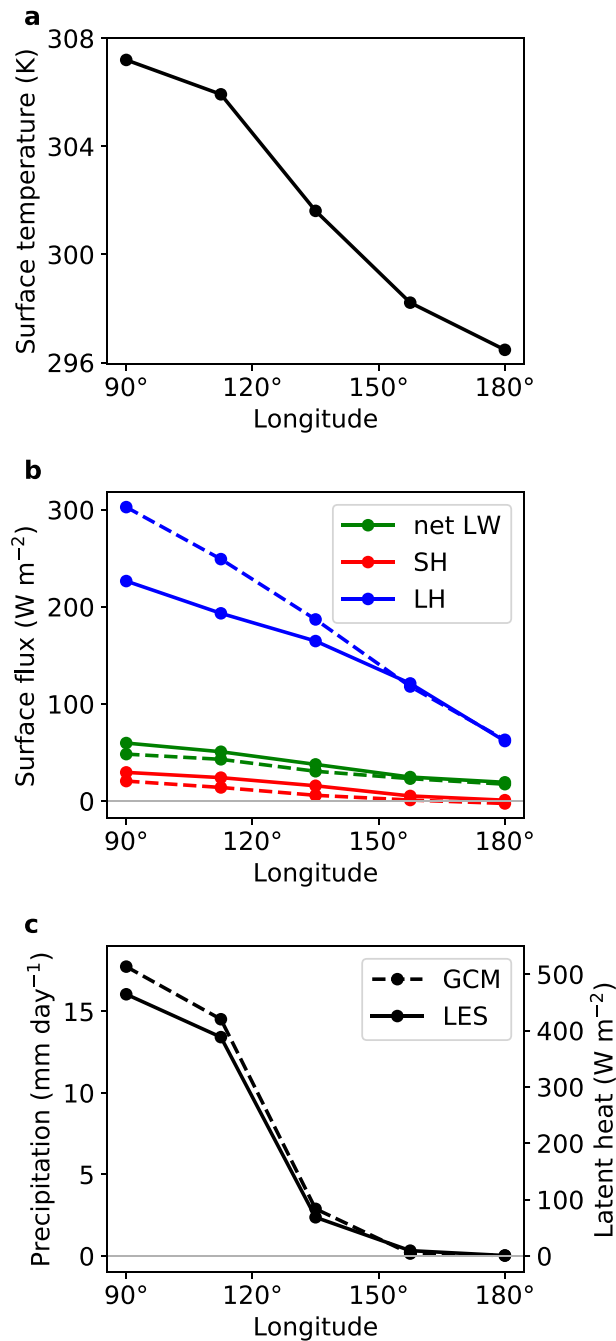 a
308
304
300
296
Surface temperature (K)
90° 120° 150° 180°
Longitude
b
300
200
100
0
Surface flux (W m⁻²)
net LW
SH
LH
90° 120° 150° 180°
Longitude
c
15
10
5
0
Precipitation (mm day⁻¹)
GCM
LES
500
400
300
200
100
0
Latent heat (W m⁻²)
90° 120° 150° 180°
Longitude